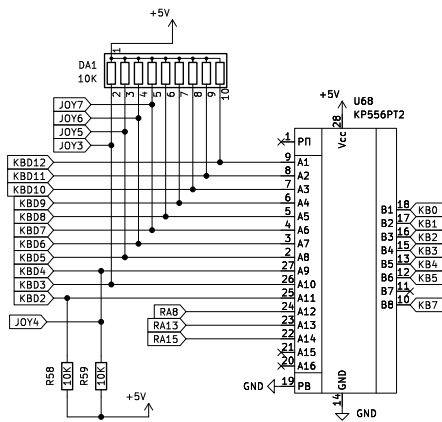 +5V
DA1
10K
1
2 3 4 5 6 7 8 9 10
JOY7
JOY6
JOY5
JOY3
+5V
U68
КР556РТ2
28
Vcc
1 РП
KBD12 9 A1
KBD11 8 A2
KBD10 7 A3
KBD9 6 A4 B1 18 KB0
KBD8 5 A5 B2 17 KB1
KBD7 4 A6 B3 16 KB2
KBD6 3 A7 B4 15 KB3
KBD5 2 A8 B5 13 KB4
KBD4 27 A9 B6 12 KB5
KBD3 26 A10 B7 11
KBD2 25 A11 B8 10 KB7
RA8 24 A12
JOY4
RA13 23 A13
RA15 22 A14
21 A15
20 A16
R58 10K
R59 10K
GND 19 РВ
GND
14
GND
+5V